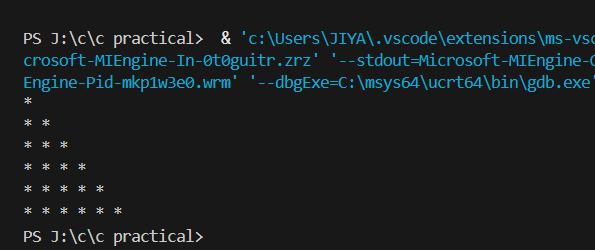 PS J:\c\c practical>  & 'c:\Users\JIYA\.vscode\extensions\ms-vsc
crosoft-MIEngine-In-0t0guitr.zrz' '--stdout=Microsoft-MIEngine-O
Engine-Pid-mkp1w3e0.wrm' '--dbgExe=C:\msys64\ucrt64\bin\gdb.exe'
*
* *
* * *
* * * *
* * * * *
* * * * * *
PS J:\c\c practical>